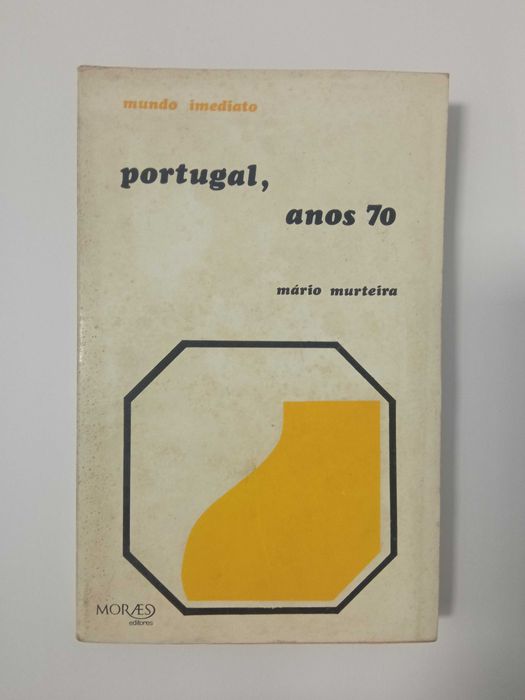 mundo imediato
portugal,
anos 70
mário murteira
MORÆS
editores